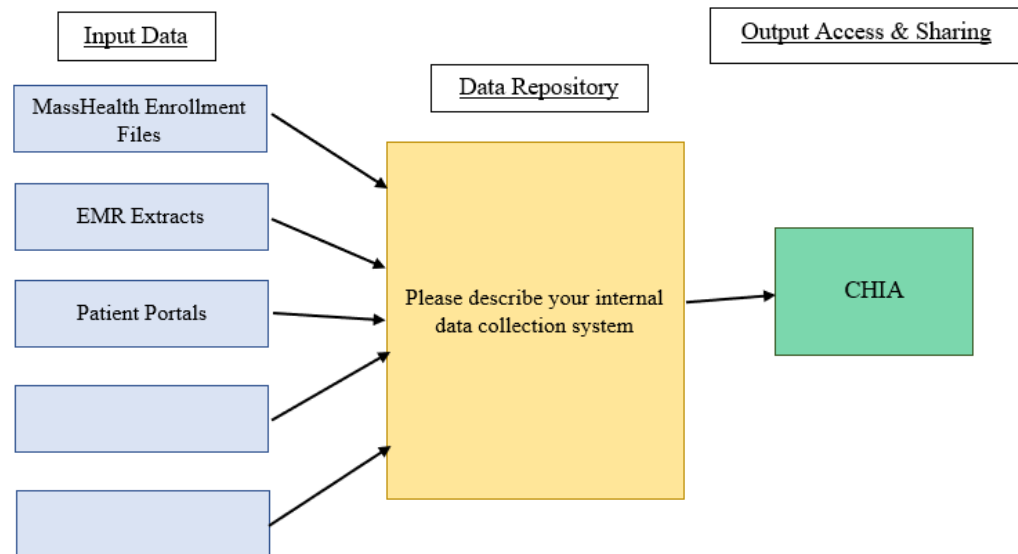 Input Data
Output Access & Sharing
Data Repository
MassHealth Enrollment
Files
EMR Extracts
Patient Portals
Please describe your internal
data collection system
CHIA